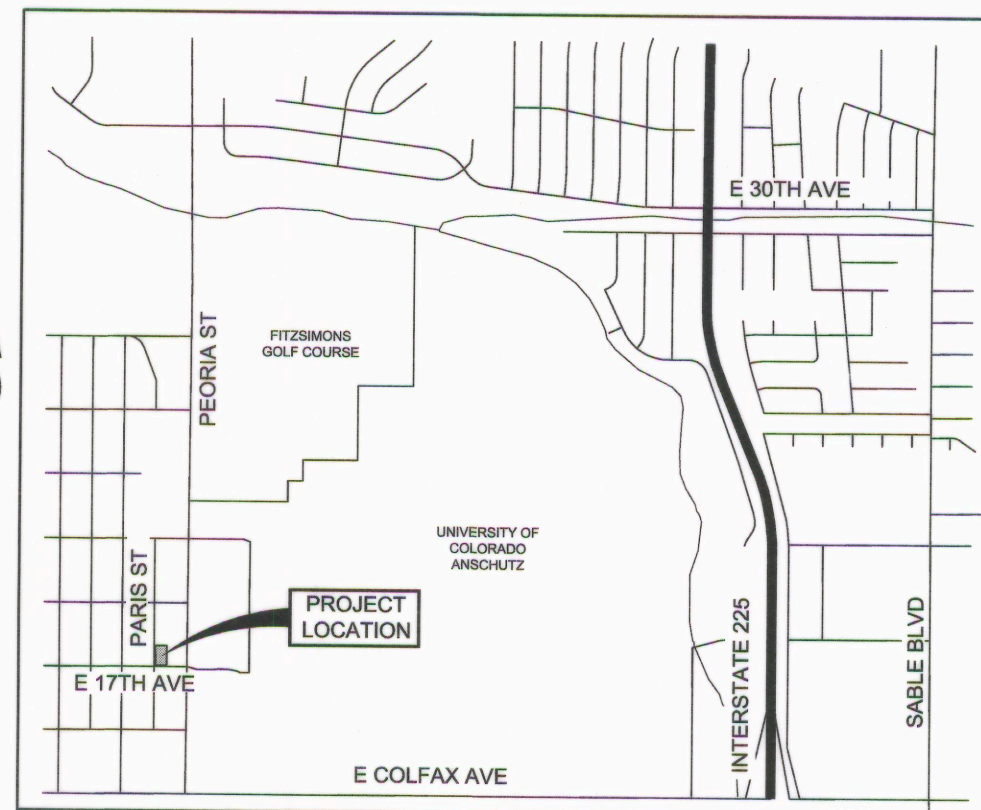 E 30TH AVE
PEORIA ST
FITZSIMONS
GOLF COURSE
UNIVERSITY OF
COLORADO
ANSCHUTZ
PARIS ST
PROJECT
LOCATION
E 17TH AVE
INTERSTATE 225
SABLE BLVD
E COLFAX AVE